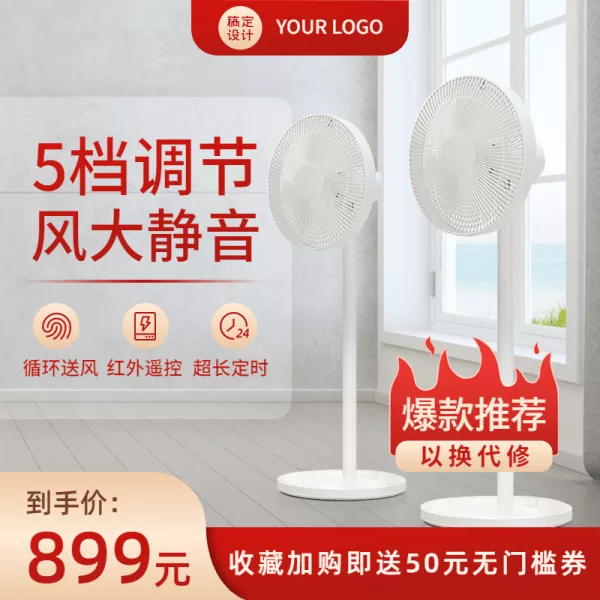 稿定
设计
YOUR LOGO
5档调节
风大静音
24
循环送风 红外遥控 超长定时
爆款推荐
以换代修
到手价：
899元
收藏加购即送50元无门槛券